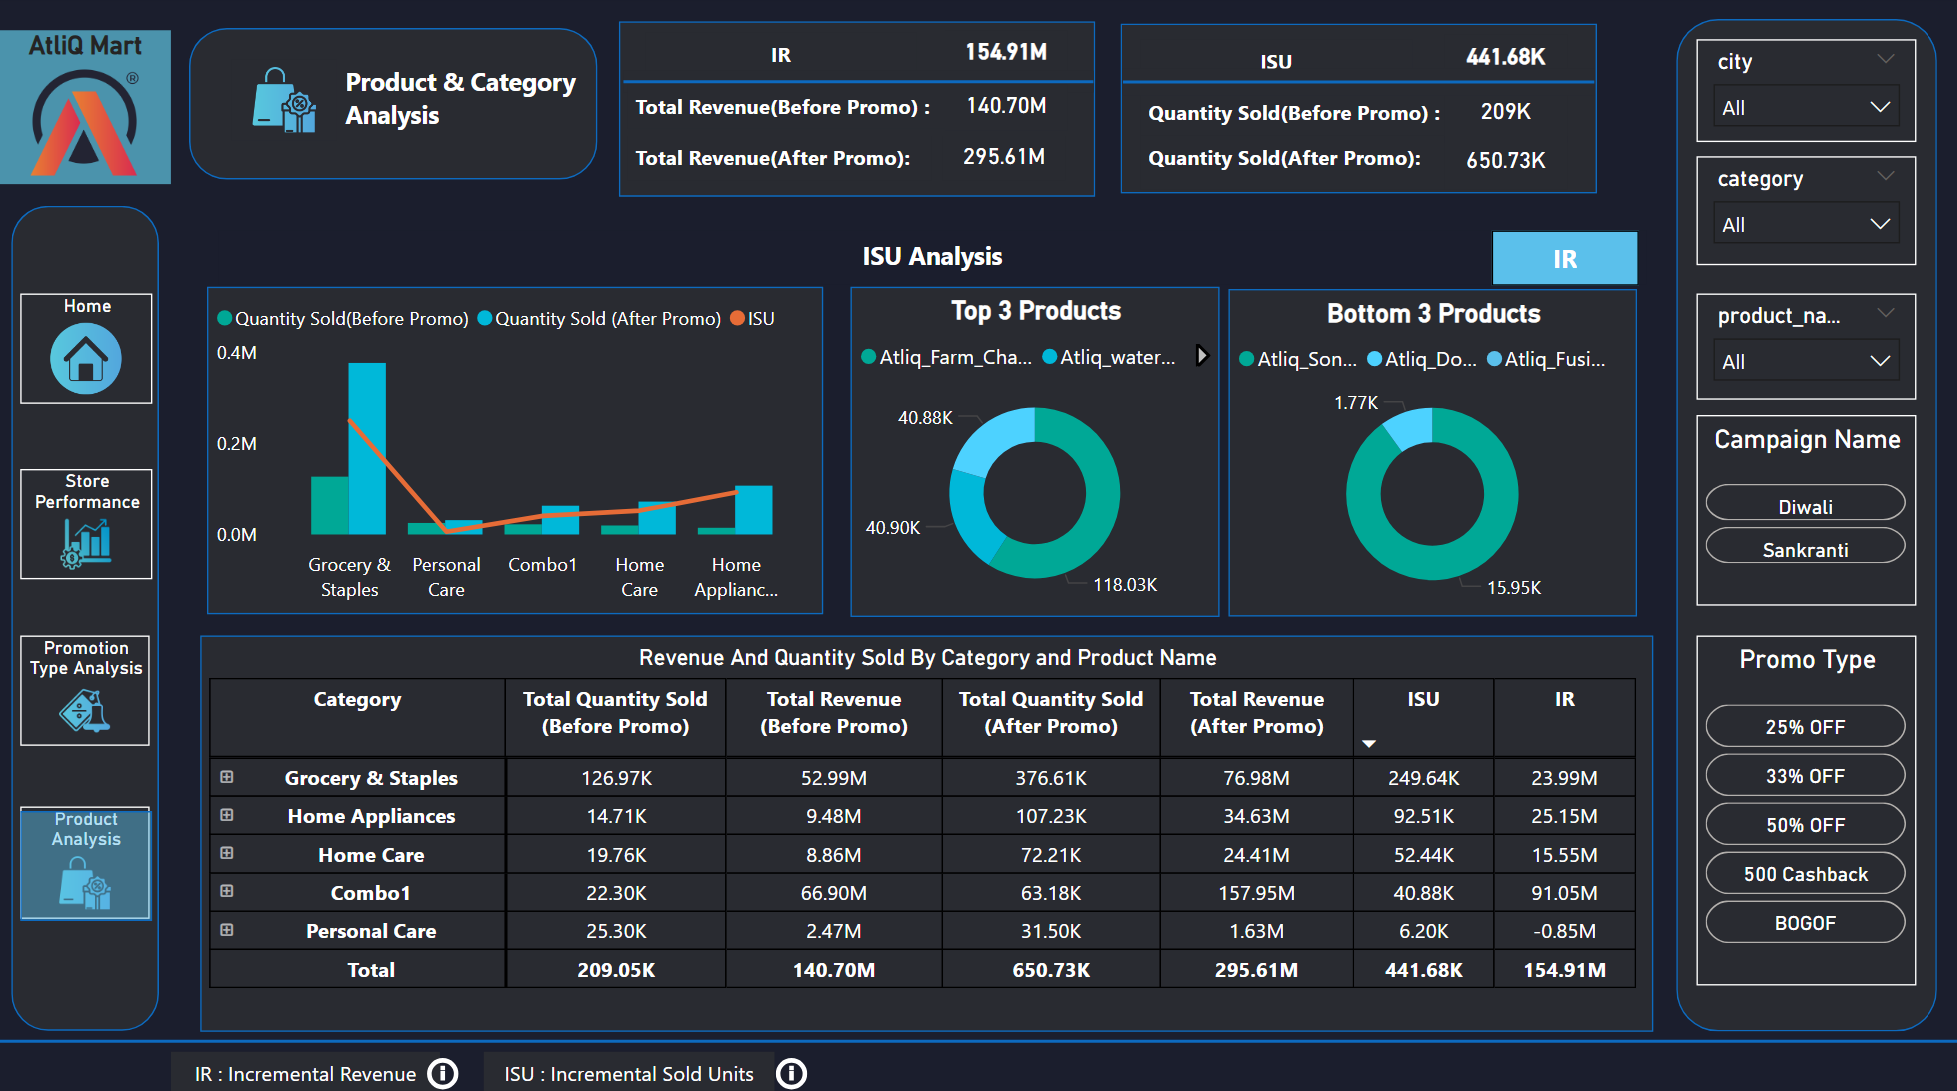 AtliQ Mart
®
Product & Category
Analysis
IR 154.91M
Total Revenue(Before Promo) : 140.70M
Total Revenue(After Promo): 295.61M
ISU 441.68K
Quantity Sold(Before Promo) : 209K
Quantity Sold(After Promo): 650.73K
city
All
category
All
product_na...
All
Campaign Name
Diwali
Sankranti
Promo Type
25% OFF
33% OFF
50% OFF
500 Cashback
BOGOF
Home
Store
Performance
Promotion
Type Analysis
Product
Analysis
ISU Analysis
IR
Quantity Sold(Before Promo) Quantity Sold (After Promo) ISU
0.4M
0.2M
0.0M
Grocery &
Staples
Personal
Care
Combo1
Home
Care
Home
Applianc...
Top 3 Products
Atliq_Farm_Cha... Atliq_water...
40.88K
40.90K
118.03K
Bottom 3 Products
Atliq_Son... Atliq_Do... Atliq_Fusi...
1.77K
15.95K
Revenue And Quantity Sold By Category and Product Name
Category Total Quantity Sold (Before Promo) Total Revenue (Before Promo) Total Quantity Sold (After Promo) Total Revenue (After Promo) ISU IR
Grocery & Staples 126.97K 52.99M 376.61K 76.98M 249.64K 23.99M
Home Appliances 14.71K 9.48M 107.23K 34.63M 92.51K 25.15M
Home Care 19.76K 8.86M 72.21K 24.41M 52.44K 15.55M
Combo1 22.30K 66.90M 63.18K 157.95M 40.88K 91.05M
Personal Care 25.30K 2.47M 31.50K 1.63M 6.20K -0.85M
Total 209.05K 140.70M 650.73K 295.61M 441.68K 154.91M
IR : Incremental Revenue
ISU : Incremental Sold Units